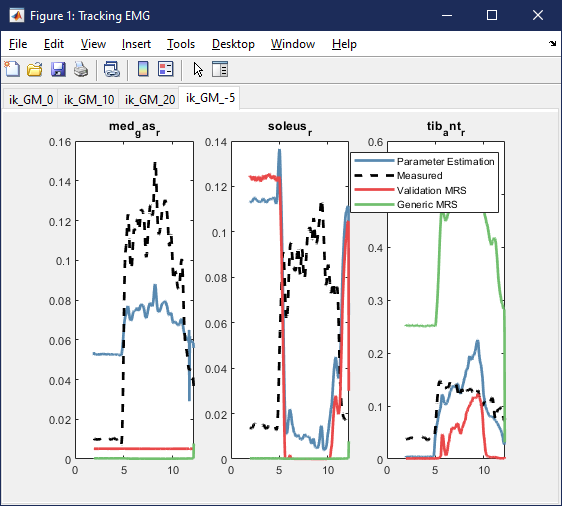 Figure 1: Tracking EMG
File Edit View Insert Tools Desktop Window Help
ik_GM_0 ik_GM_10 ik_GM_20 ik_GM_-5
med_gas_r
0.16
0.14
0.12
0.1
0.08
0.06
0.04
0.02
0
0 5 10
soleus_r
0.14
0.12
0.1
0.08
0.06
0.04
0.02
0
0 5 10
tib_ant_r
0.6
0.4
0.3
0.2
0.1
0
0 5 10
Parameter Estimation
Measured
Validation MRS
Generic MRS